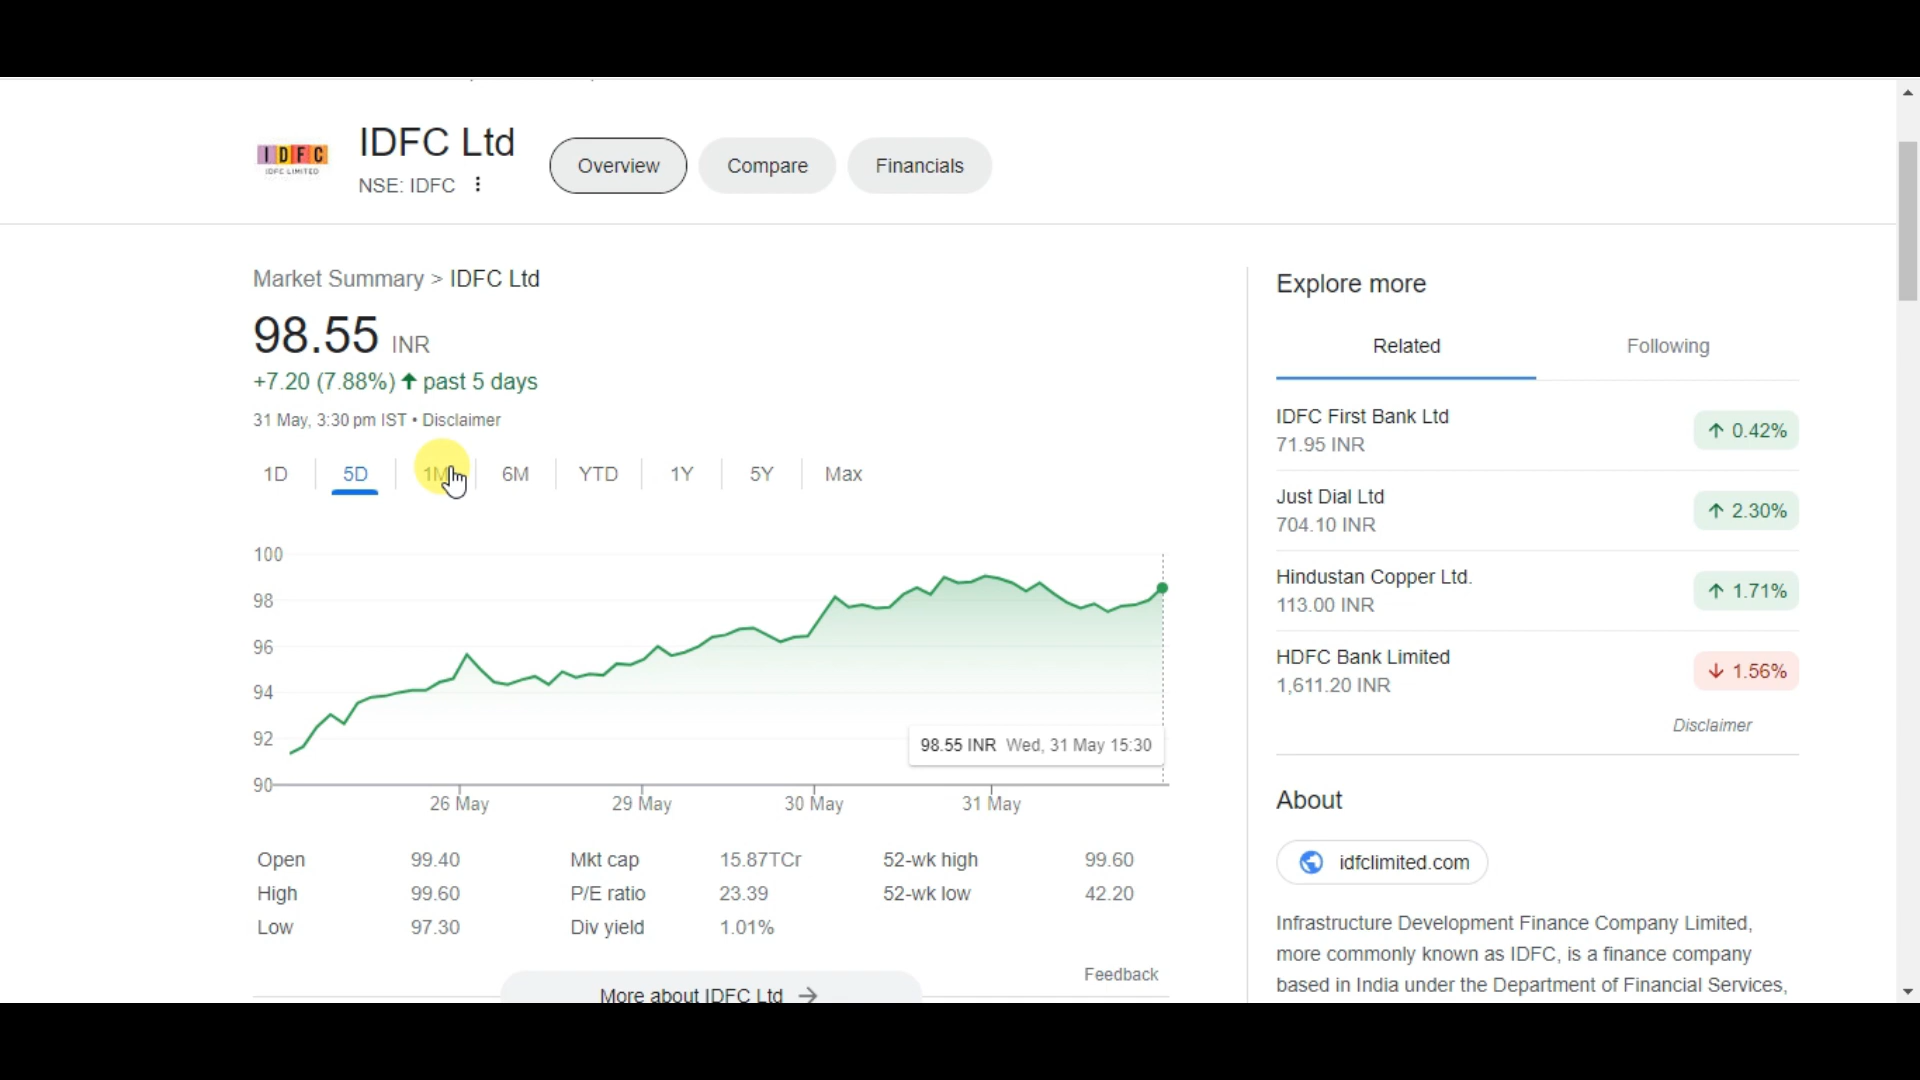 IDFC
IDFC LIMITED
IDFC Ltd
NSE: IDFC
Overview
Compare
Financials
Market Summary > IDFC Ltd
98.55 INR
+7.20 (7.88%) ↑ past 5 days
31 May, 3:30 pm IST • Disclaimer
1D
5D
1M
6M
YTD
1Y
5Y
Max
100
98
96
94
92
90
98.55 INR Wed, 31 May 15:30
26 May
29 May
30 May
31 May
Open 99.40 Mkt cap 15.87TCr 52-wk high 99.60
High 99.60 P/E ratio 23.39 52-wk low 42.20
Low 97.30 Div yield 1.01%
Feedback
More about IDFC Ltd →
Explore more
Related
Following
IDFC First Bank Ltd
71.95 INR
↑ 0.42%
Just Dial Ltd
704.10 INR
↑ 2.30%
Hindustan Copper Ltd.
113.00 INR
↑ 1.71%
HDFC Bank Limited
1,611.20 INR
↓ 1.56%
Disclaimer
About
idfclimited.com
Infrastructure Development Finance Company Limited,
more commonly known as IDFC, is a finance company
based in India under the Department of Financial Services,